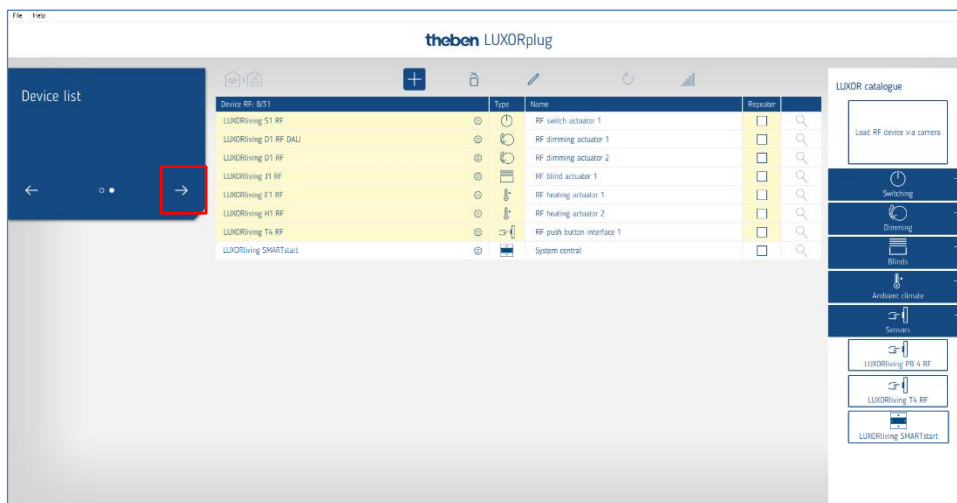 File Help
theben LUXORplug
Device list
Device RF: 8/31 Type Name Repeater
LUXORliving S1 RF RF switch actuator 1
LUXORliving D1 RF DALI RF dimming actuator 1
LUXORliving D1 RF RF dimming actuator 2
LUXORliving J1 RF RF blind actuator 1
LUXORliving E1 RF RF heating actuator 1
LUXORliving H1 RF RF heating actuator 2
LUXORliving T4 RF RF push button interface 1
LUXORliving SMARTstart System central
LUXOR catalogue
Load RF device via camera
Switching
Dimming
Blinds
Ambient climate
Sensors
LUXORliving PB 4 RF
LUXORliving T4 RF
LUXORliving SMARTstart